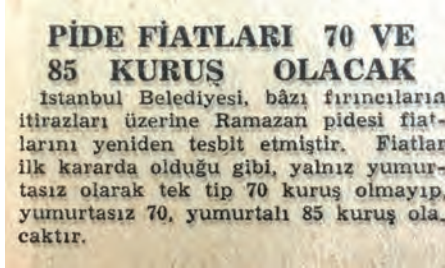 PİDE FİATLARI 70 VE
85 KURUŞ OLACAK
İstanbul Belediyesi, bâzı fırıncıların
itirazları üzerine Ramazan pidesi fiat-
larını yeniden tesbit etmiştir. Fiatlar
ilk kararda olduğu gibi, yalnız yumur-
tasız olarak tek tip 70 kuruş olmayıp,
yumurtasız 70, yumurtalı 85 kuruş ola-
caktır.